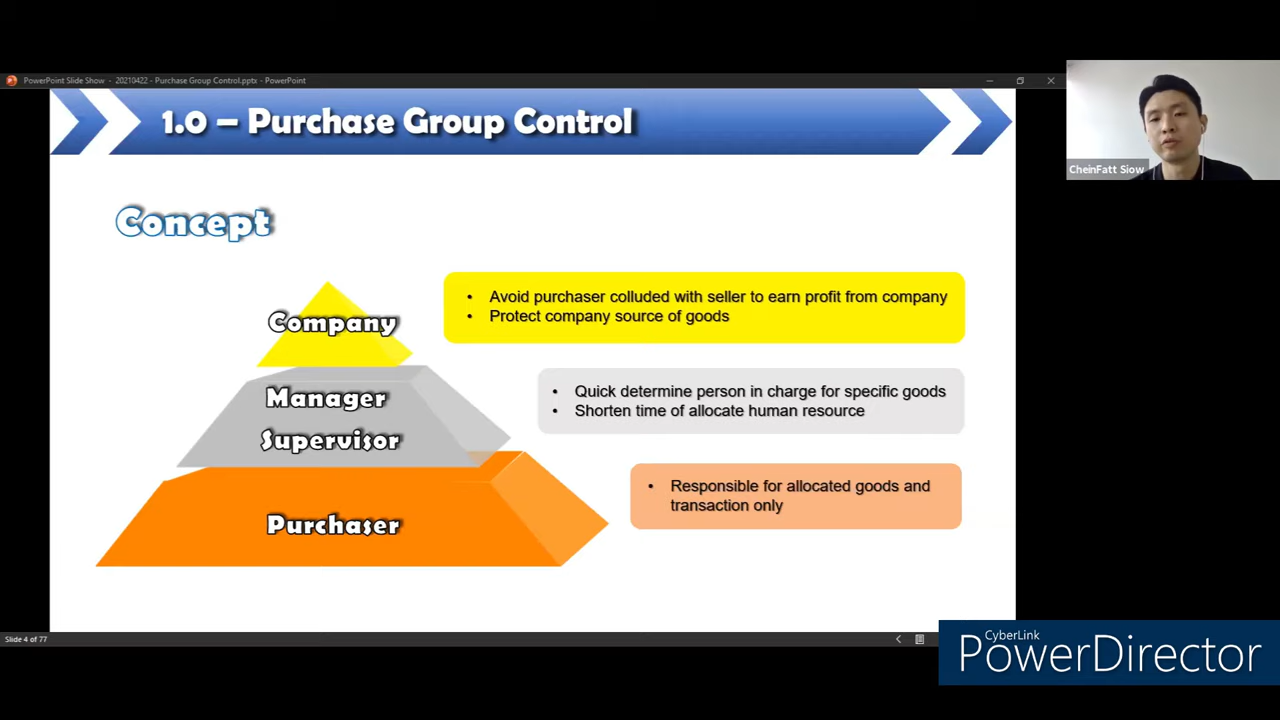 PowerPoint Slide Show - 20210422 - Purchase Group Control.pptx - PowerPoint
1.0 – Purchase Group Control
CheinFatt Siow
Concept
Company
• Avoid purchaser colluded with seller to earn profit from company
• Protect company source of goods
Manager
Supervisor
• Quick determine person in charge for specific goods
• Shorten time of allocate human resource
Purchaser
• Responsible for allocated goods and
transaction only
Slide 4 of 77
CyberLink
PowerDirector